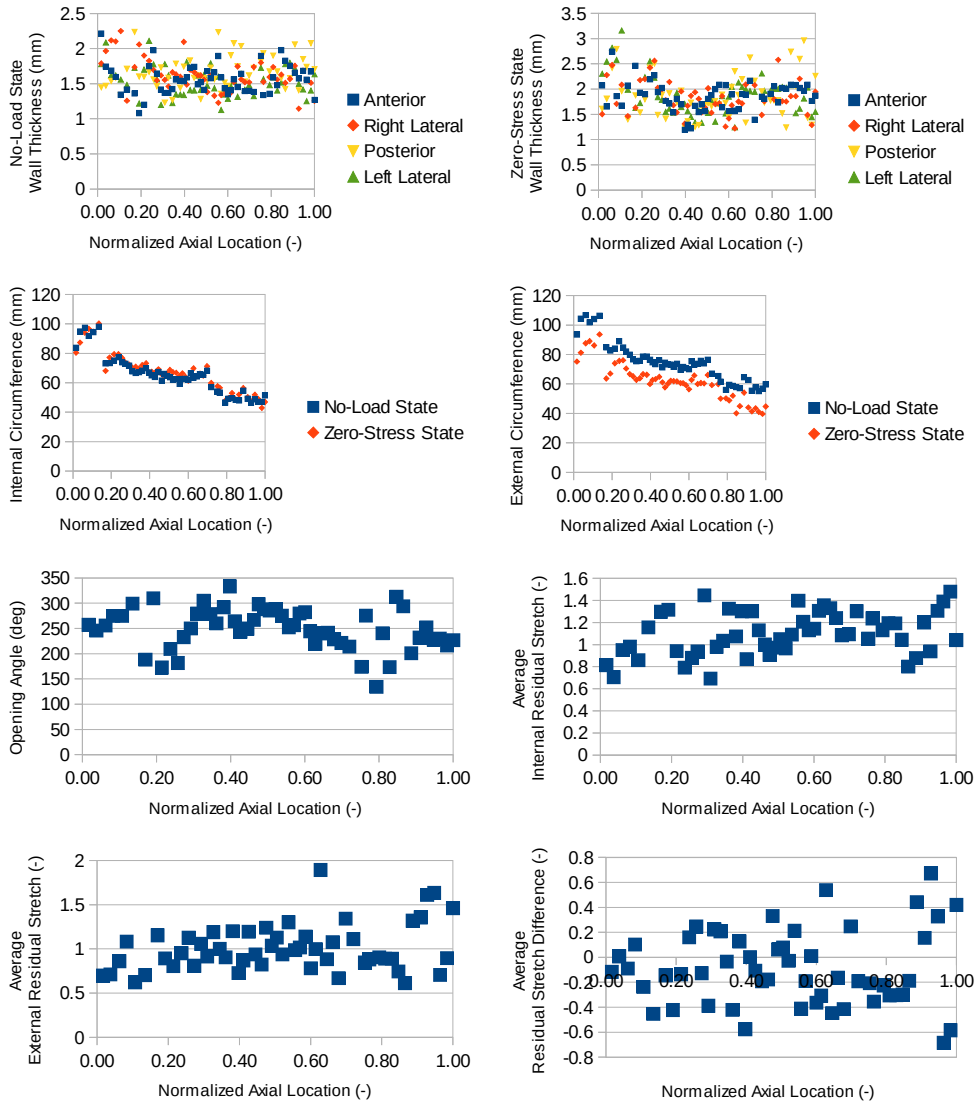 No-Load State
Wall Thickness (mm)
2.5
2
1.5
1
0.5
0
0.00 0.20 0.40 0.60 0.80 1.00
Normalized Axial Location (-)
Anterior
Right Lateral
Posterior
Left Lateral
Zero-Stress State
Wall Thickness (mm)
3.5
3
2.5
2
1.5
1
0.5
0
0.00 0.20 0.40 0.60 0.80 1.00
Normalized Axial Location (-)
Anterior
Right Lateral
Posterior
Left Lateral
Internal Circumference (mm)
120
100
80
60
40
20
0
0.00 0.20 0.40 0.60 0.80 1.00
Normalized Axial Location (-)
No-Load State
Zero-Stress State
External Circumference (mm)
120
100
80
60
40
20
0
0.00 0.20 0.40 0.60 0.80 1.00
Normalized Axial Location (-)
No-Load State
Zero-Stress State
Opening Angle (deg)
350
300
250
200
150
100
50
0
0.00 0.20 0.40 0.60 0.80 1.00
Normalized Axial Location (-)
Average
Internal Residual Stretch (-)
1.6
1.4
1.2
1
0.8
0.6
0.4
0.2
0
0.00 0.20 0.40 0.60 0.80 1.00
Normalized Axial Location (-)
Average
External Residual Stretch (-)
2
1.5
1
0.5
0
0.00 0.20 0.40 0.60 0.80 1.00
Normalized Axial Location (-)
Average
Residual Stretch Difference (-)
0.8
0.6
0.4
0.2
0
-0.2
-0.4
-0.6
-0.8
0.00 0.20 0.40 0.60 0.80 1.00
Normalized Axial Location (-)